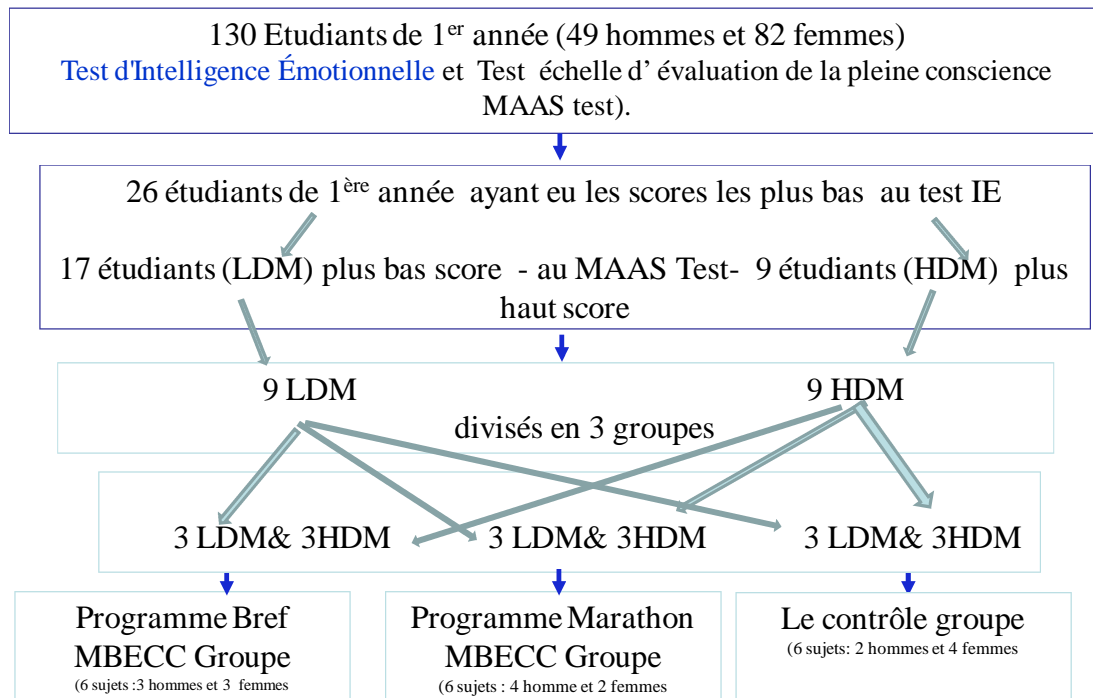 130 Etudiants de 1er année (49 hommes et 82 femmes)
Test d'Intelligence Émotionnelle et Test échelle d' évaluation de la pleine conscience
MAAS test).
26 étudiants de 1ère année ayant eu les scores les plus bas au test IE
17 étudiants (LDM) plus bas score - au MAAS Test- 9 étudiants (HDM) plus
haut score
9 LDM
9 HDM
divisés en 3 groupes
3 LDM& 3HDM
3 LDM& 3HDM
3 LDM& 3HDM
Programme Bref
MBECC Groupe
(6 sujets :3 hommes et 3 femmes
Programme Marathon
MBECC Groupe
(6 sujets : 4 homme et 2 femmes
Le contrôle groupe
(6 sujets: 2 hommes et 4 femmes